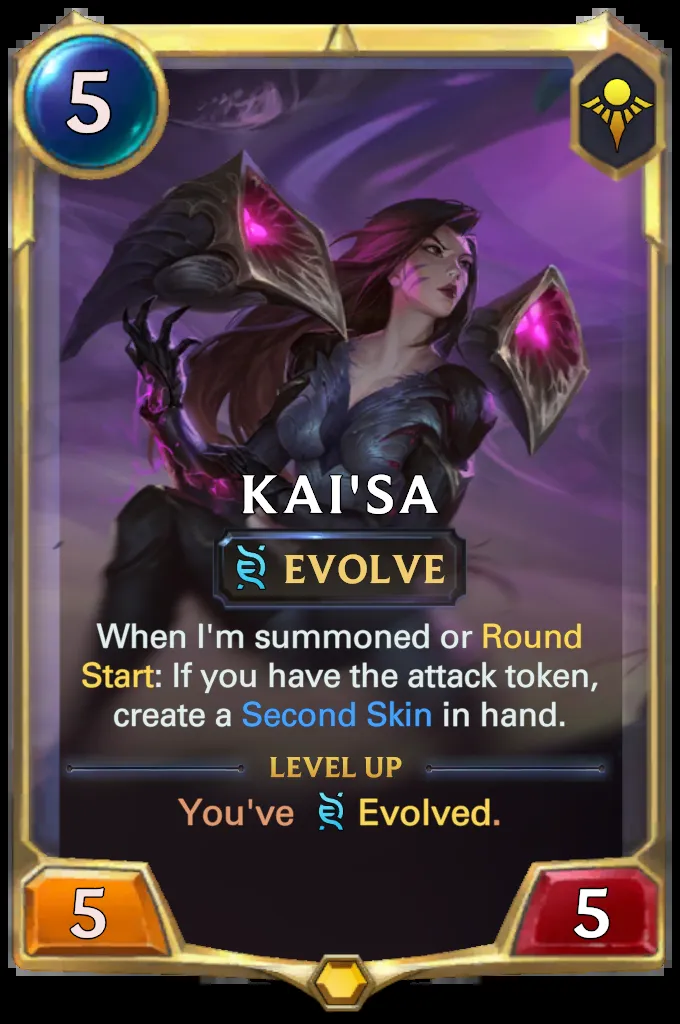 5
KAI'SA
EVOLVE
When I'm summoned or Round
Start: If you have the attack token,
create a Second Skin in hand.
LEVEL UP
You've Evolved.
5
5